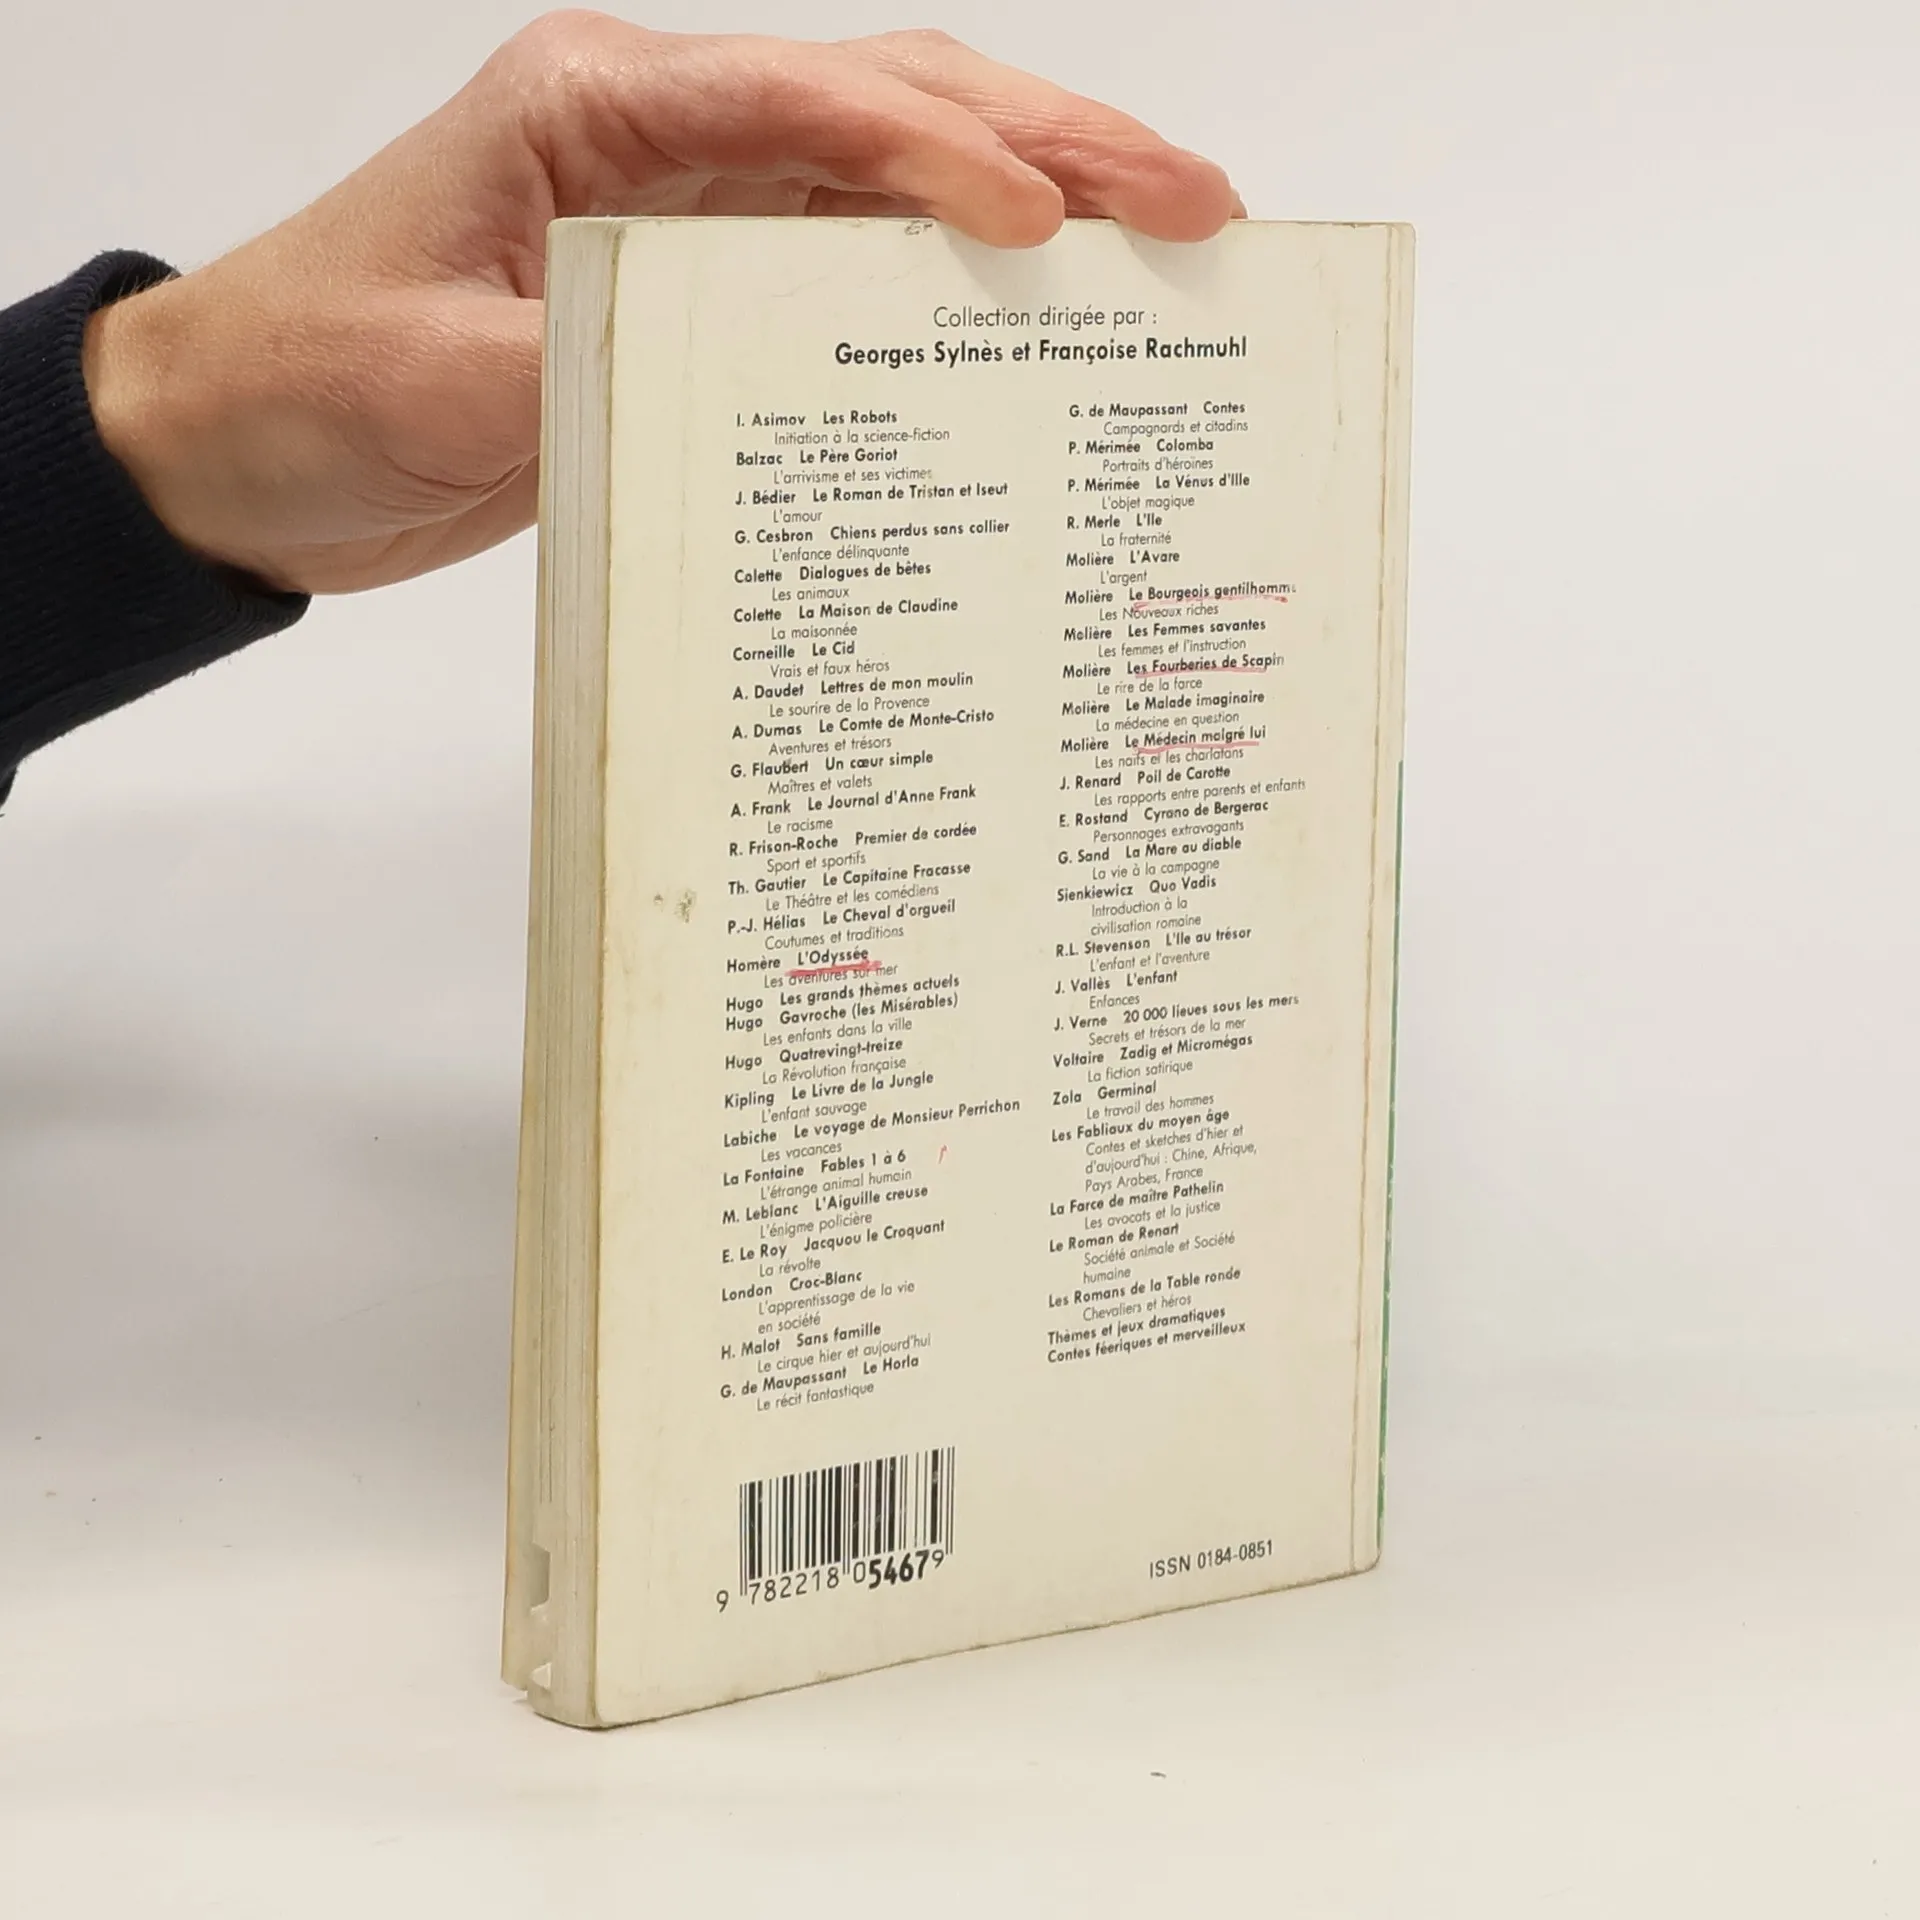 Collection dirigée par :
Georges Sylnès et Françoise Rachmuhl
I. Asimov Les Robots
Initiation à la science-fiction
Balzac Le Père Goriot
L'arrivisme et ses victimes
J. Bédier Le Roman de Tristan et Iseut
L'amour
G. Cesbron Chiens perdus sans collier
L'enfance délinquante
Colette Dialogues de bêtes
Les animaux
Colette La Maison de Claudine
La maisonnée
Corneille Le Cid
Vrais et faux héros
A. Daudet Lettres de mon moulin
Le sourire de la Provence
A. Dumas Le Comte de Monte-Cristo
Aventures et trésors
G. Flaubert Un cœur simple
Maîtres et valets
A. Frank Le Journal d'Anne Frank
Le racisme
R. Frison-Roche Premier de cordée
Sport et sportifs
Th. Gautier Le Capitaine Fracasse
Le Théâtre et les comédiens
P.-J. Hélias Le Cheval d'orgueil
Coutumes et traditions
Homère L'Odyssée
Les aventures sur mer
Hugo Les grands thèmes actuels
Hugo Gavroche (les Misérables)
Les enfants dans la ville
Hugo Quatrevingt-treize
La Révolution française
Kipling Le Livre de la Jungle
L'enfant sauvage
Labiche Le voyage de Monsieur Perrichon
Les vacances
La Fontaine Fables 1 à 6
L'étrange animal humain
M. Leblanc L'Aiguille creuse
L'énigme policière
E. Le Roy Jacquou le Croquant
La révolte
London Croc-Blanc
L'apprentissage de la vie
en société
H. Malot Sans famille
Le cirque hier et aujourd'hui
G. de Maupassant Le Horla
Le récit fantastique
G. de Maupassant Contes
Campagnards et citadins
P. Mérimée Colomba
Portraits d'héroïnes
P. Mérimée La Vénus d'Ille
L'objet magique
R. Merle L'Ile
La fraternité
Molière L'Avare
L'argent
Molière Le Bourgeois gentilhomme
Les Nouveaux riches
Molière Les Femmes savantes
Les femmes et l'instruction
Molière Les Fourberies de Scapin
Le rire de la farce
Molière Le Malade imaginaire
La médecine en question
Molière Le Médecin malgré lui
Les naïfs et les charlatans
J. Renard Poil de Carotte
Les rapports entre parents et enfants
E. Rostand Cyrano de Bergerac
Personnages extravagants
G. Sand La Mare au diable
La vie à la campagne
Sienkiewicz Quo Vadis
Introduction à la
civilisation romaine
R.L. Stevenson L'Ile au trésor
L'enfant et l'aventure
J. Vallès L'enfant
Enfances
J. Verne 20 000 lieues sous les mers
Secrets et trésors de la mer
Voltaire Zadig et Micromégas
La fiction satirique
Zola Germinal
Le travail des hommes
Les Fabliaux du moyen âge
Contes et sketches d'hier et
d'aujourd'hui : Chine, Afrique,
Pays Arabes, France
La Farce de maître Pathelin
Les avocats et la justice
Le Roman de Renart
Société animale et Société
humaine
Les Romans de la Table ronde
Chevaliers et héros
Thèmes et jeux dramatiques
Contes féeriques et merveilleux
9 782218 054679
ISSN 0184-0851